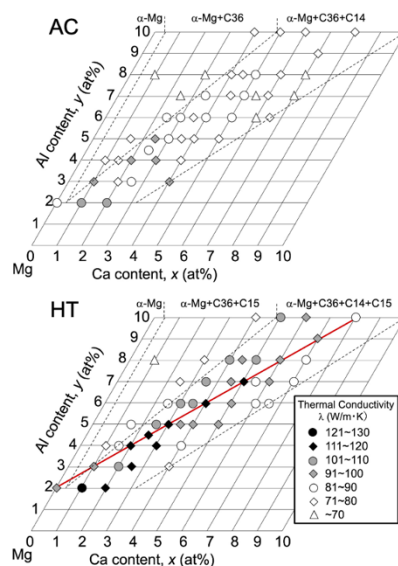 AC
α-Mg
α-Mg+C36
α-Mg+C36+C14
10
9
8
7
6
5
4
3
2
1
Al content, y (at%)
Mg
1 2 3 4 5 6 7 8 9 10
Ca content, x (at%)
HT
α-Mg
α-Mg+C36+C15
α-Mg+C36+C14+C15
10
9
8
7
6
5
4
3
2
1
Al content, y (at%)
Mg
1 2 3 4 5 6 7 8 9 10
Ca content, x (at%)
Thermal Conductivity
λ (W/m・K)
121~130
111~120
101~110
91~100
81~90
71~80
~70